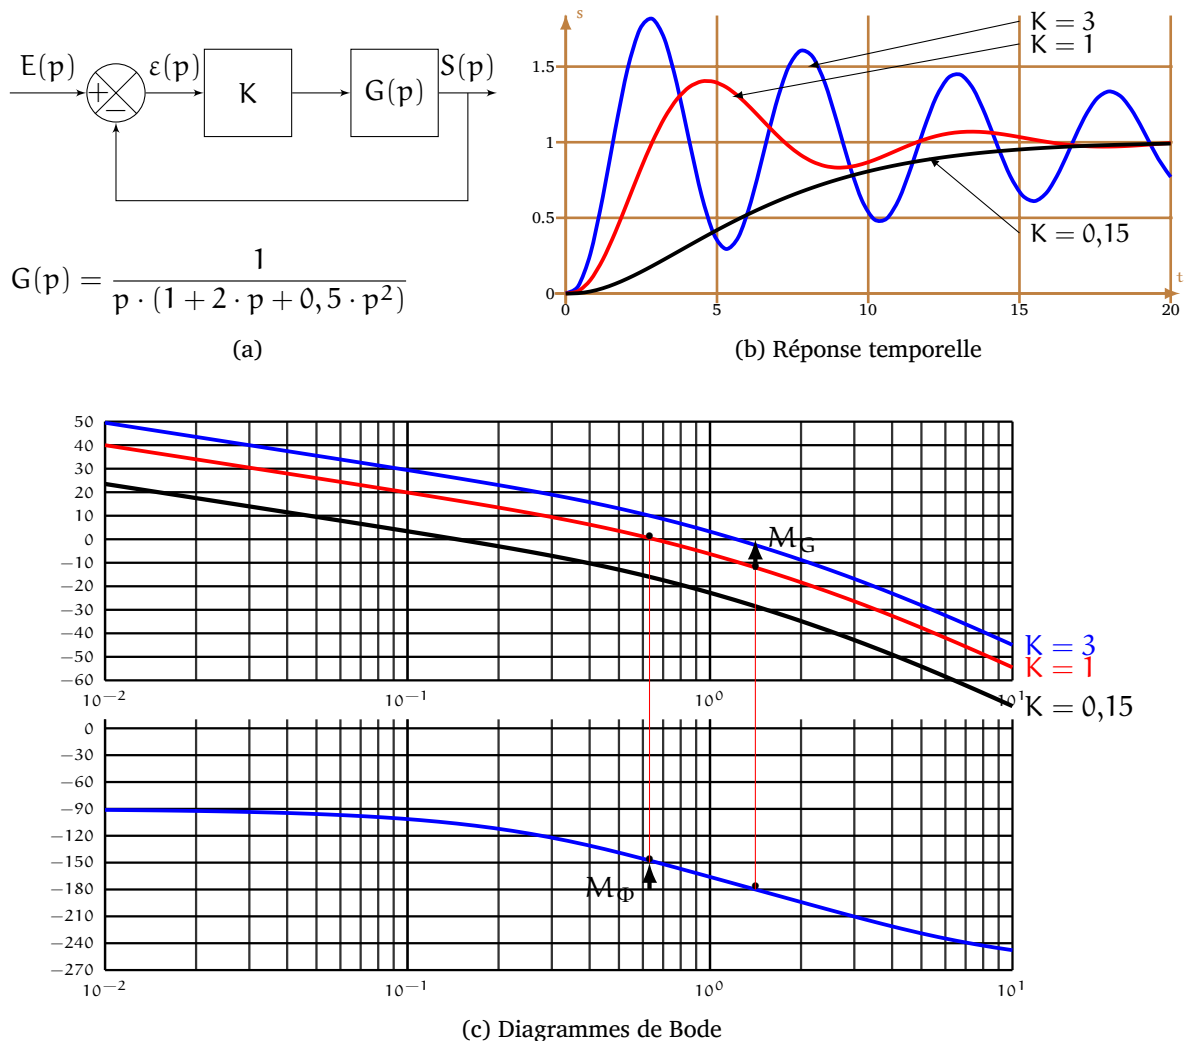 E(p)
ε(p)
S(p)
K
G(p)
+
−
G(p) = 1 / p · (1 + 2 · p + 0, 5 · p²)
(a)
s
1.5
1
0.5
0
0 5 10 15 20
t
K = 3
K = 1
K = 0,15
(b) Réponse temporelle
50
40
30
20
10
0
−10
−20
−30
−40
−50
−60
10⁻² 10⁻¹ 10⁰ 10¹
M_G
K = 3
K = 1
K = 0,15
0
−30
−60
−90
−120
−150
−180
−210
−240
−270
10⁻² 10⁻¹ 10⁰ 10¹
M_Φ
(c) Diagrammes de Bode